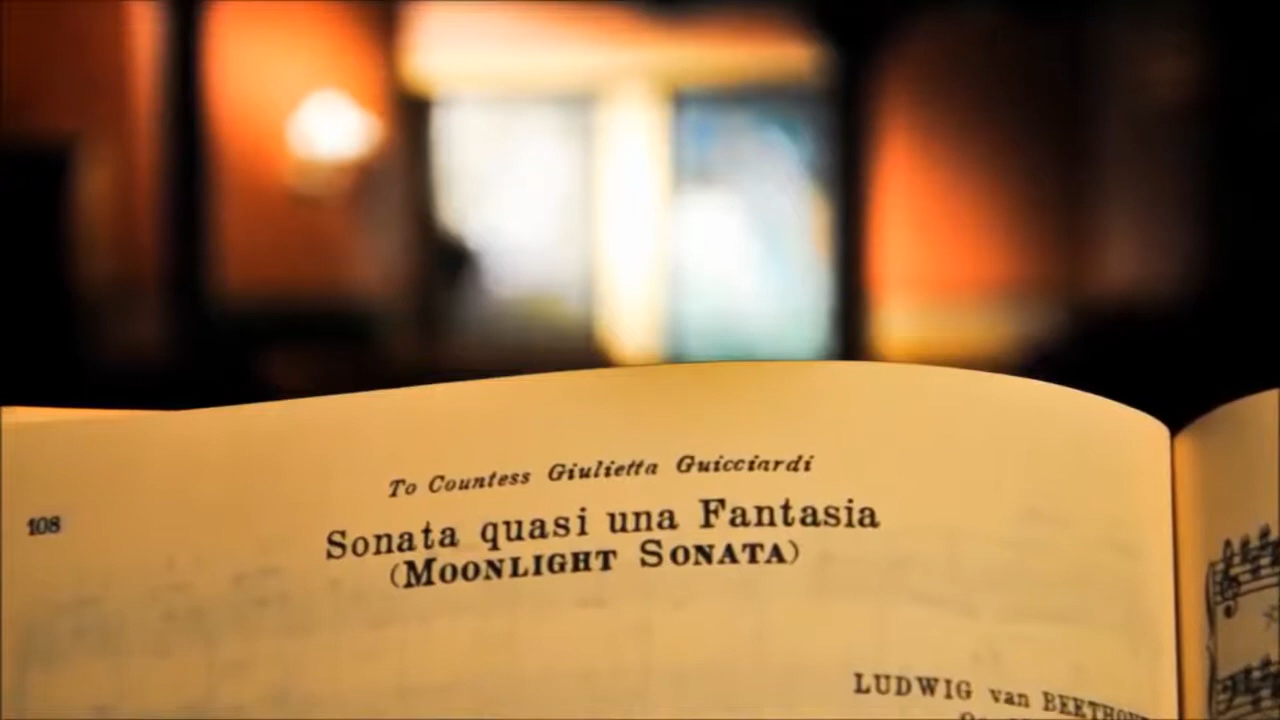 To Countess Giulietta Guicciardi
108
Sonata quasi una Fantasia
(MOONLIGHT SONATA)
LUDWIG van